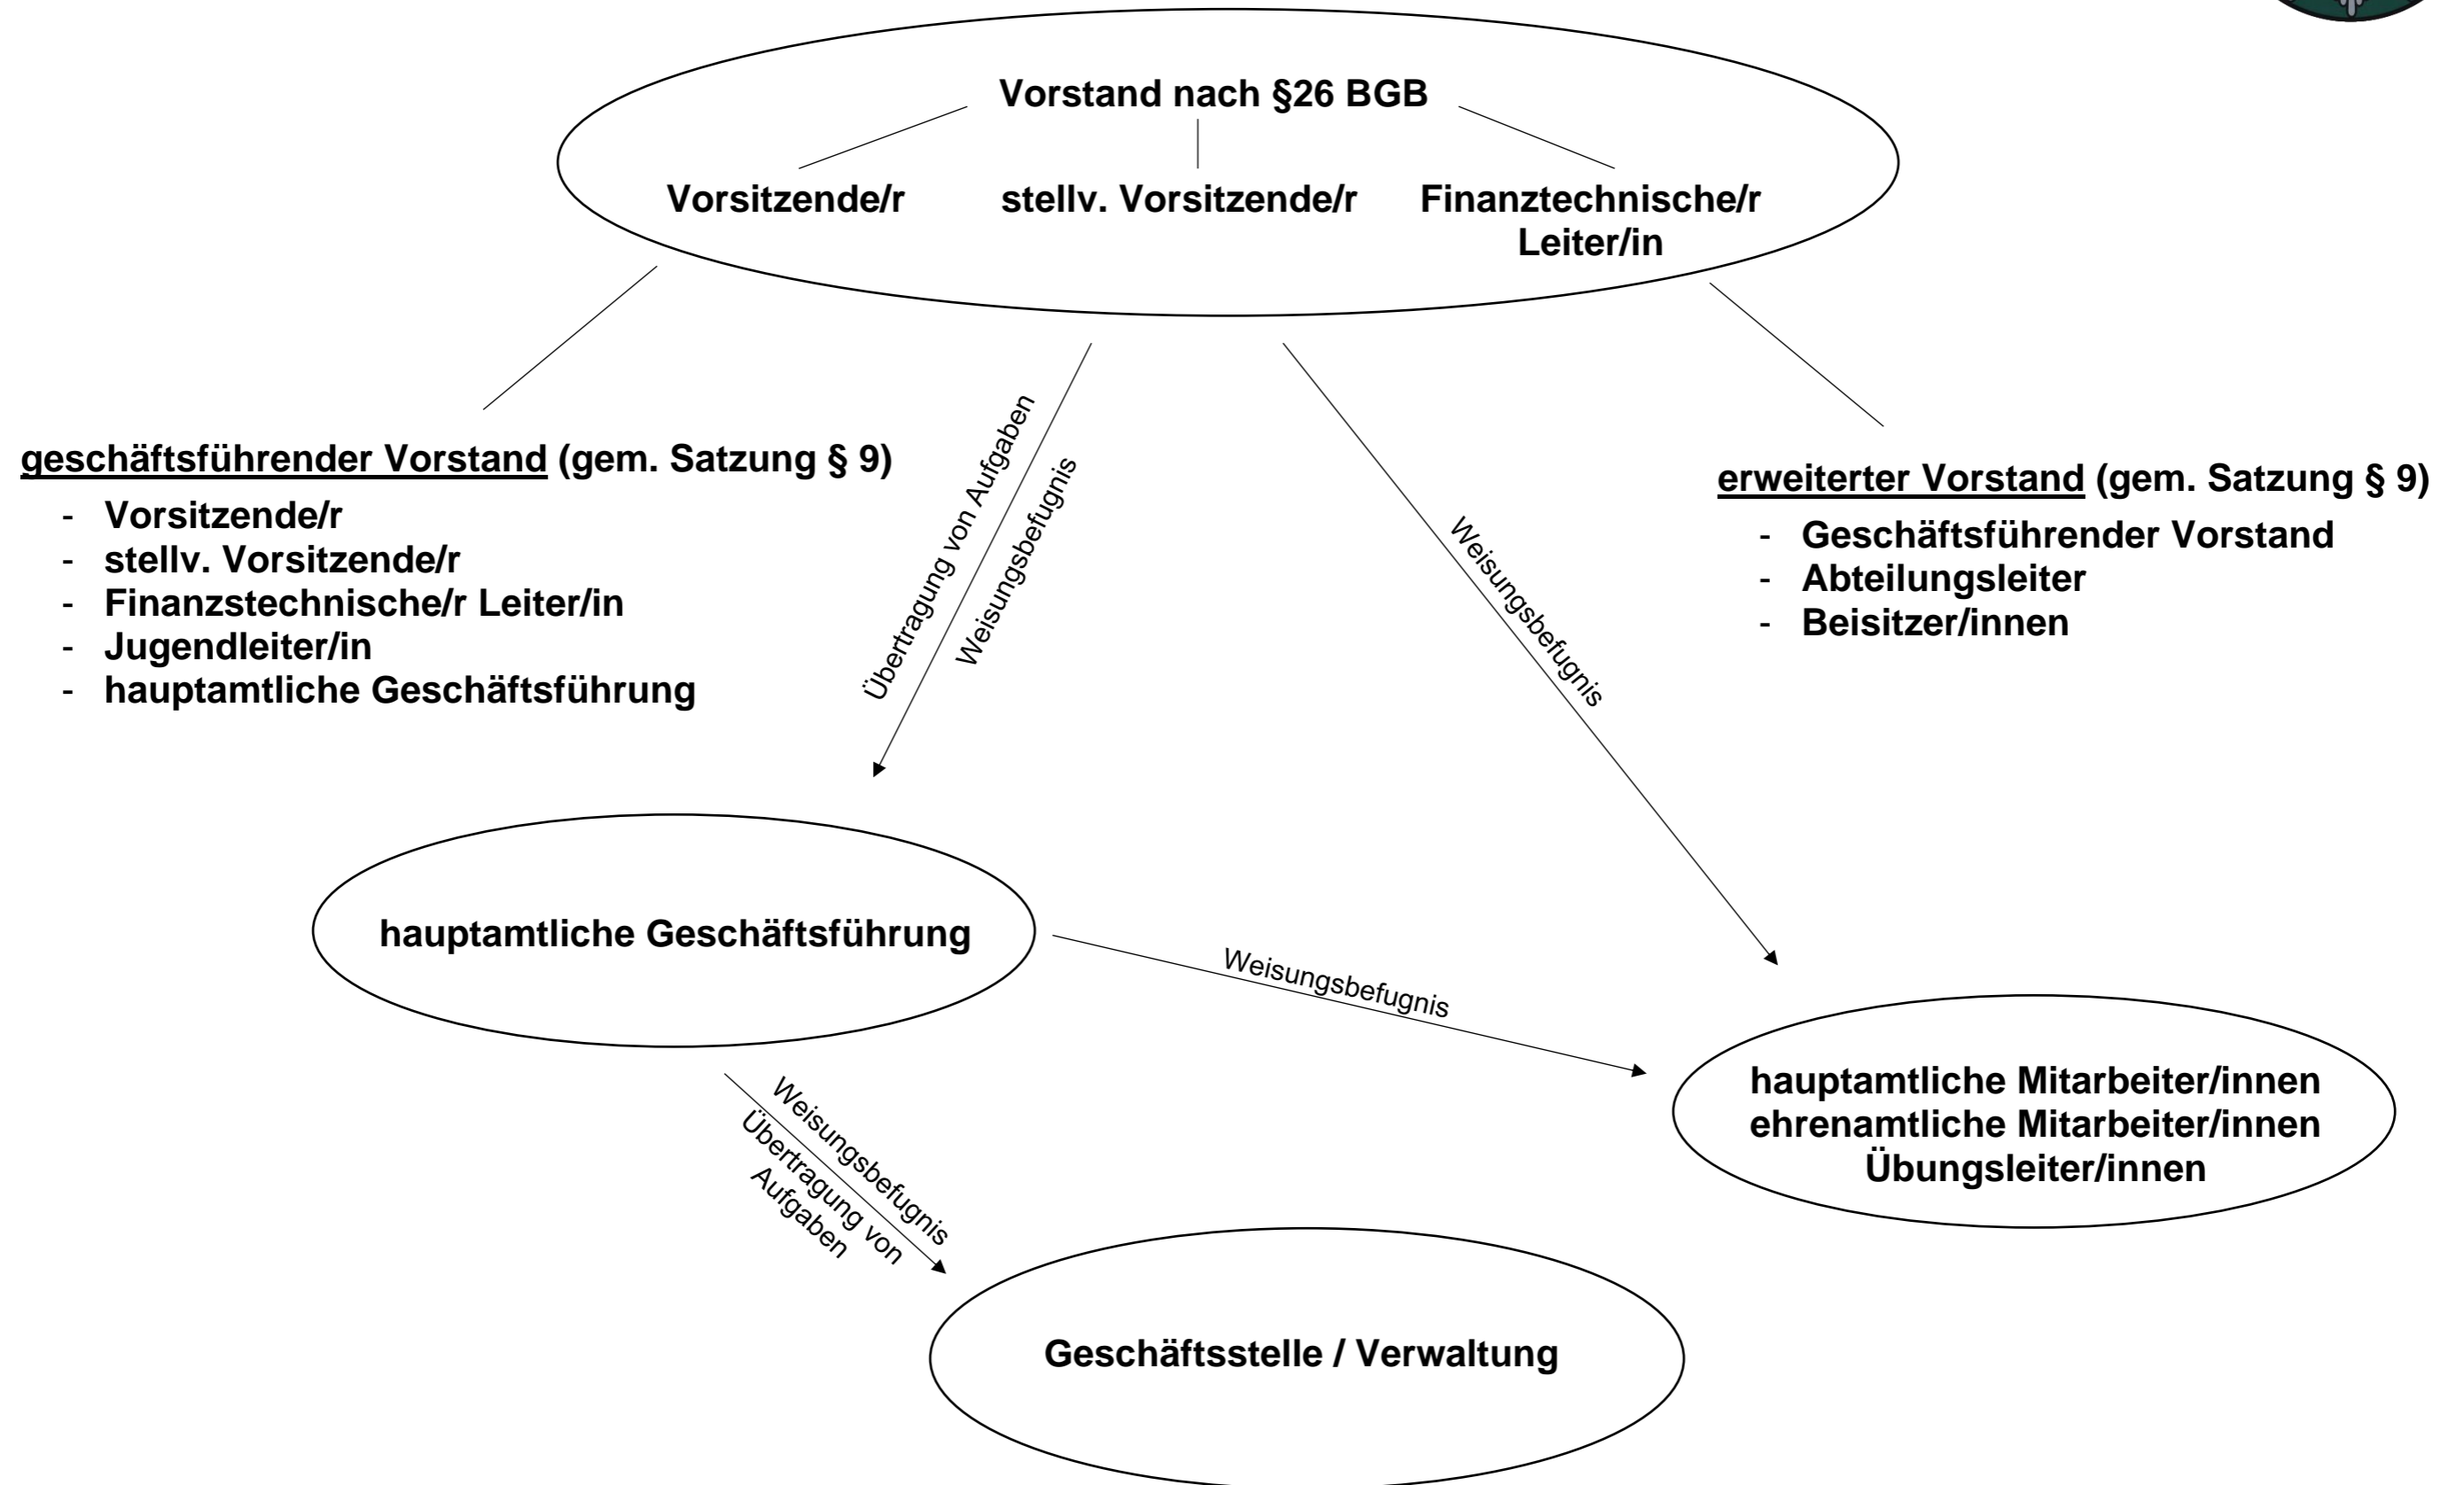 Vorstand nach §26 BGB
Vorsitzende/r
stellv. Vorsitzende/r
Finanztechnische/r
Leiter/in
geschäftsführender Vorstand (gem. Satzung § 9)
- Vorsitzende/r
- stellv. Vorsitzende/r
- Finanzstechnische/r Leiter/in
- Jugendleiter/in
- hauptamtliche Geschäftsführung
Übertragung von Aufgaben
Weisungsbefugnis
Weisungsbefugnis
erweiterter Vorstand (gem. Satzung § 9)
- Geschäftsführender Vorstand
- Abteilungsleiter
- Beisitzer/innen
hauptamtliche Geschäftsführung
Weisungsbefugnis
hauptamtliche Mitarbeiter/innen
ehrenamtliche Mitarbeiter/innen
Übungsleiter/innen
Weisungsbefugnis
Übertragung von
Aufgaben
Geschäftsstelle / Verwaltung